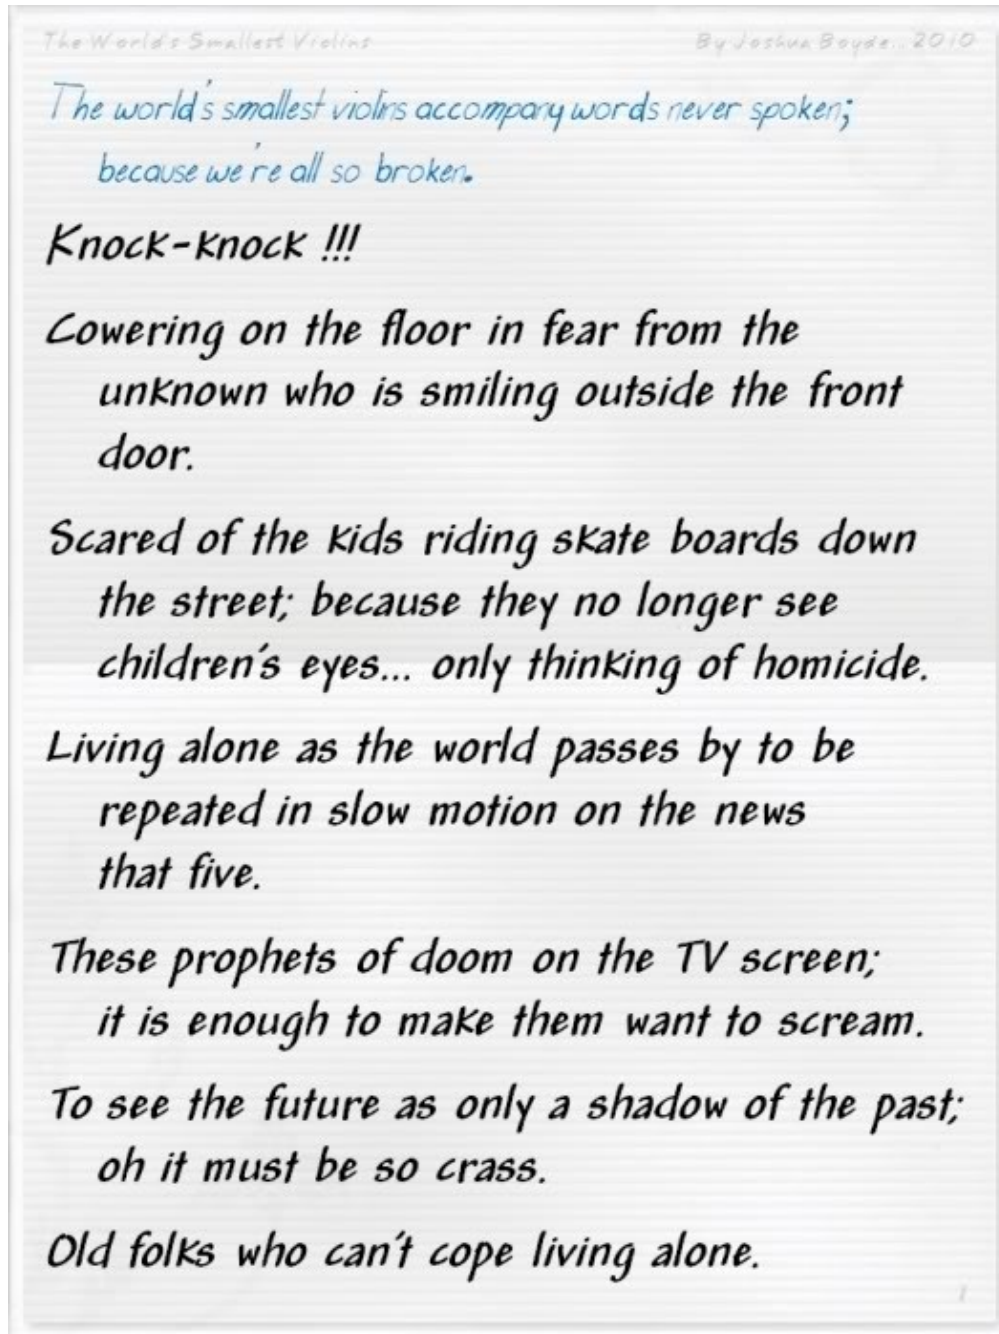 The World's Smallest Violins By Joshua Boyde.. 2010
The world's smallest violins accompany words never spoken;
because we're all so broken.
Knock-knock !!!
Cowering on the floor in fear from the
unknown who is smiling outside the front
door.
Scared of the kids riding skate boards down
the street; because they no longer see
children's eyes... only thinking of homicide.
Living alone as the world passes by to be
repeated in slow motion on the news
that five.
These prophets of doom on the TV screen;
it is enough to make them want to scream.
To see the future as only a shadow of the past;
oh it must be so crass.
Old folks who can't cope living alone.
1